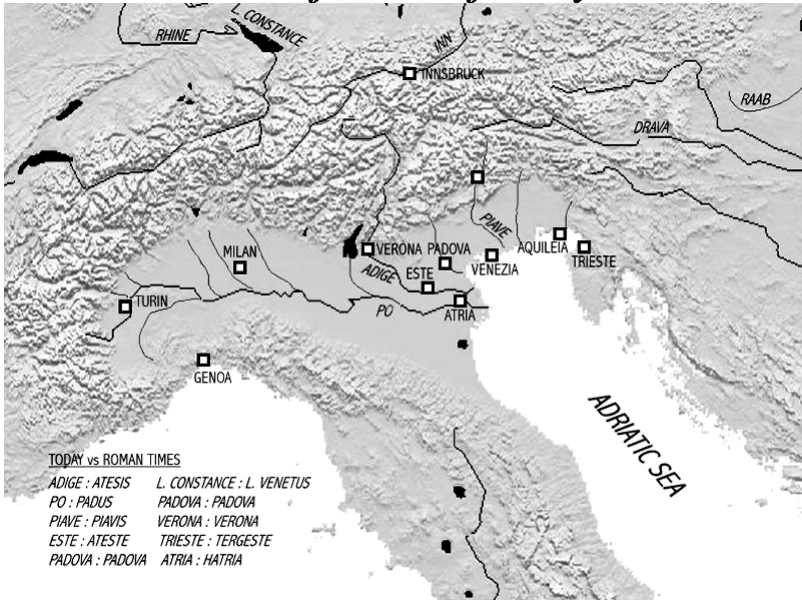 L. CONSTANCE
RHINE
INN
INNSBRUCK
RAAB
DRAVA
PIAVE
MILAN
VERONA PADOVA
AQUILEIA
TRIESTE
VENEZIA
ADIGE
ESTE
TURIN
PO
ATRIA
GENOA
ADRIATIC SEA
TODAY vs ROMAN TIMES
ADIGE : ATESIS L. CONSTANCE : L. VENETUS
PO : PADUS PADOVA : PADOVA
PIAVE : PIAVIS VERONA : VERONA
ESTE : ATESTE TRIESTE : TERGESTE
PADOVA : PADOVA ATRIA : HATRIA